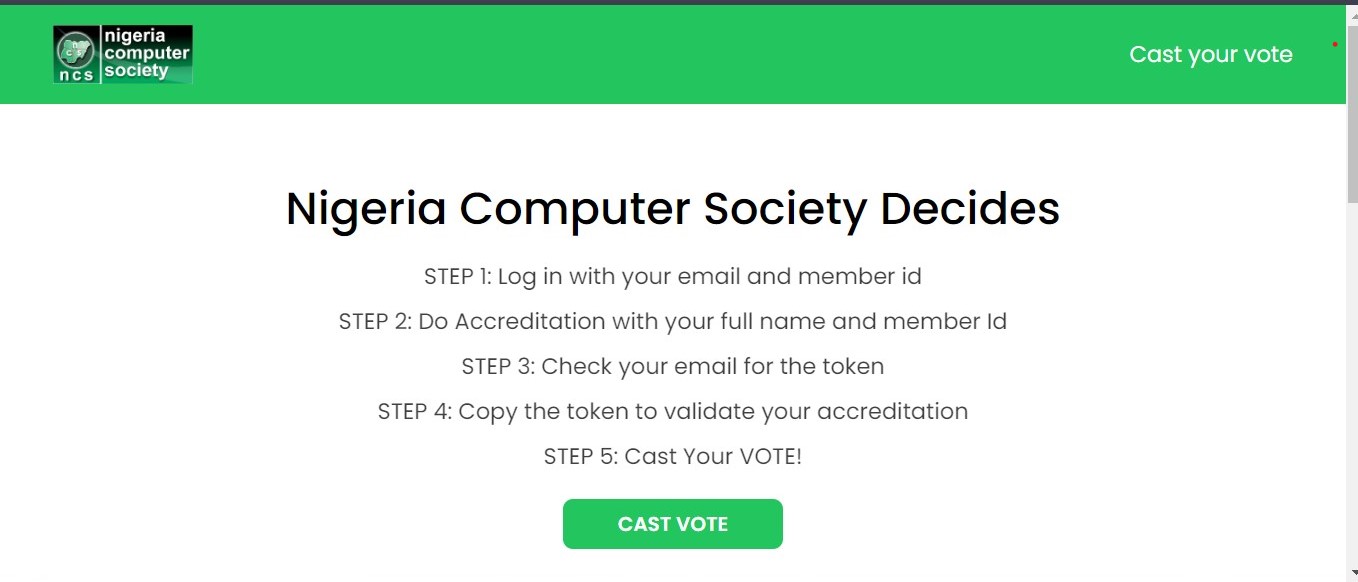 nigeria
computer
society
ncs
Cast your vote
Nigeria Computer Society Decides
STEP 1: Log in with your email and member id
STEP 2: Do Accreditation with your full name and member Id
STEP 3: Check your email for the token
STEP 4: Copy the token to validate your accreditation
STEP 5: Cast Your VOTE!
CAST VOTE